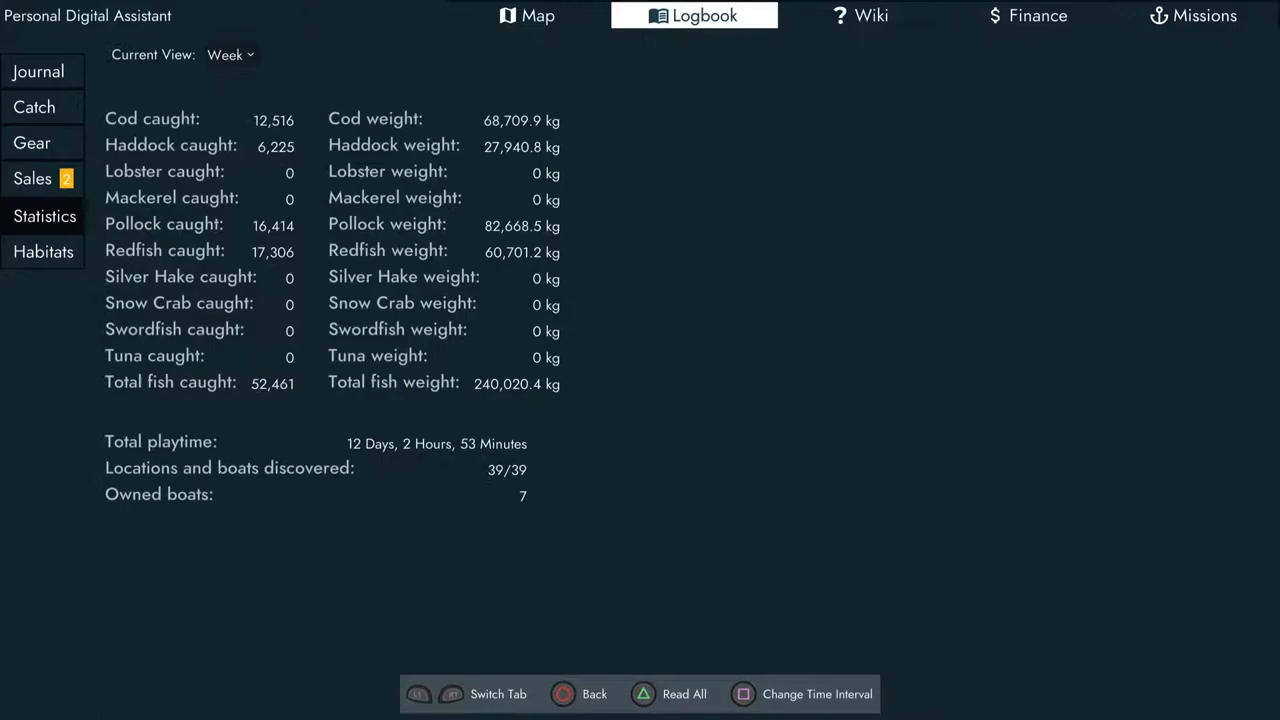 Personal Digital Assistant
Map
Logbook
? Wiki
$ Finance
Missions
Current View: Week
Journal
Catch
Gear
Sales 2
Statistics
Habitats
Cod caught: 12,516 Cod weight: 68,709.9 kg
Haddock caught: 6,225 Haddock weight: 27,940.8 kg
Lobster caught: 0 Lobster weight: 0 kg
Mackerel caught: 0 Mackerel weight: 0 kg
Pollock caught: 16,414 Pollock weight: 82,668.5 kg
Redfish caught: 17,306 Redfish weight: 60,701.2 kg
Silver Hake caught: 0 Silver Hake weight: 0 kg
Snow Crab caught: 0 Snow Crab weight: 0 kg
Swordfish caught: 0 Swordfish weight: 0 kg
Tuna caught: 0 Tuna weight: 0 kg
Total fish caught: 52,461 Total fish weight: 240,020.4 kg
Total playtime: 12 Days, 2 Hours, 53 Minutes
Locations and boats discovered: 39/39
Owned boats: 7
Switch Tab Back Read All Change Time Interval